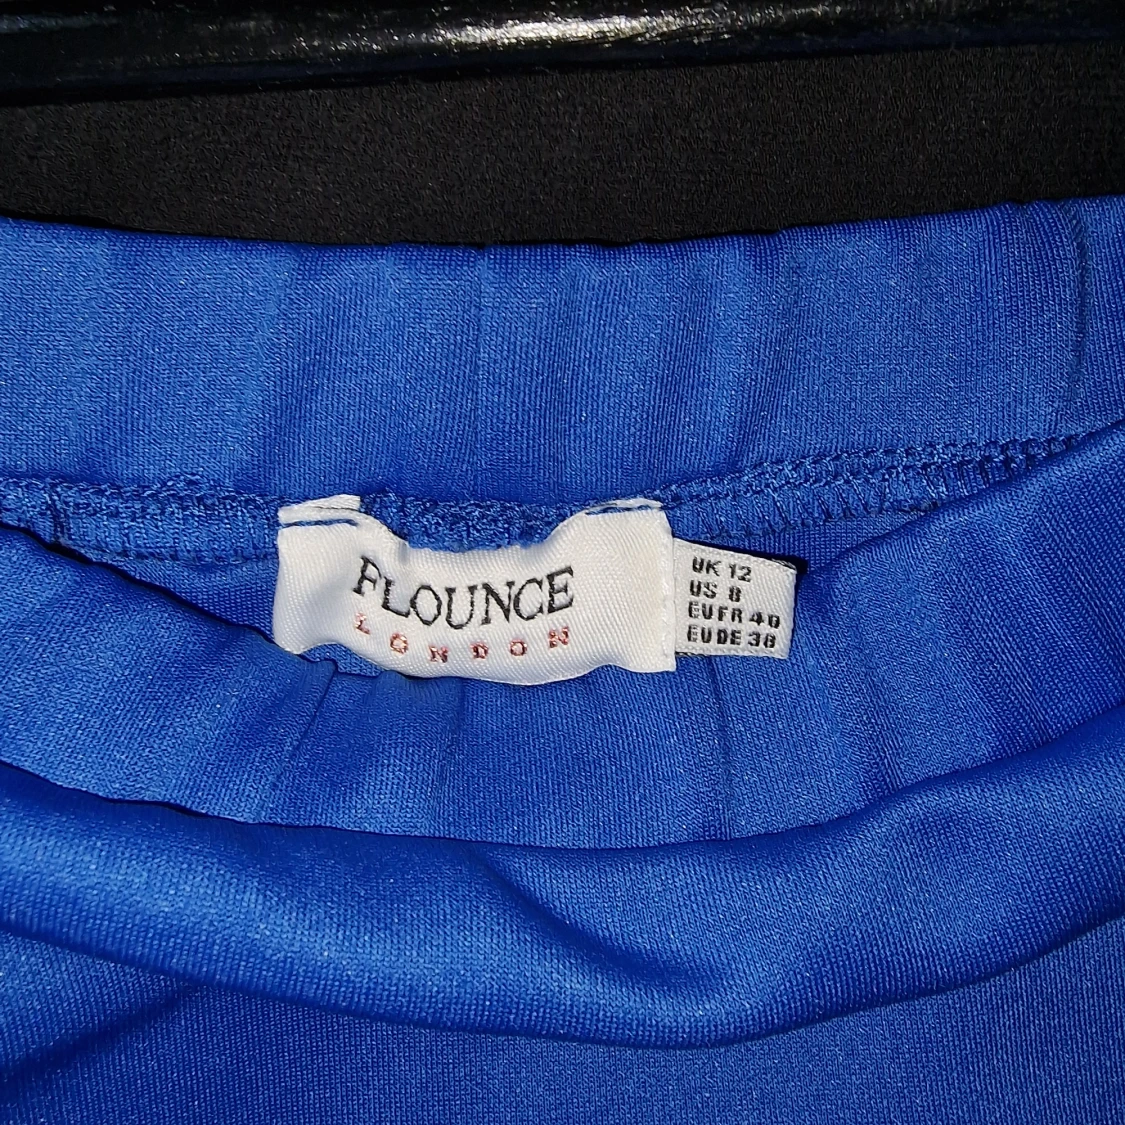 FLOUNCE
LONDON
UK 12
US 8
EUFR 40
EUDE 38